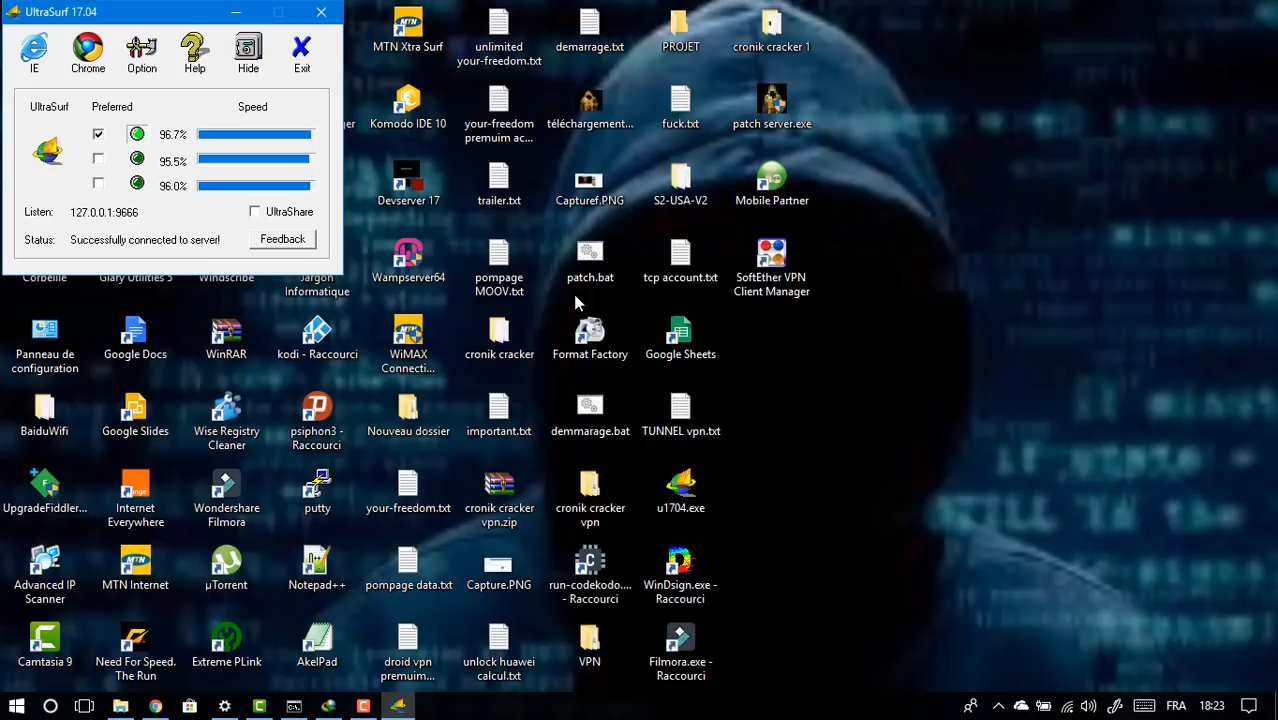 UltraSurf 17.04
IE
Chrome
Option
Help
Hide
Exit
UltraSurf
Preferred
Speed
96.7%
95.5%
96.0%
Listen:
127.0.0.1:9666
UltraShare
Status:
Successfully connected to server!
Feedback
MTN Xtra Surf
unlimited
your-freedom.txt
demarrage.txt
PROJET
cronik cracker 1
ger
Komodo IDE 10
your-freedom
premuim ac...
téléchargement...
fuck.txt
patch server.exe
Devserver 17
trailer.txt
Capturef.PNG
S2-USA-V2
Mobile Partner
Corbeille
Glary Utilities 5
Windscribe
Jargon
Informatique
Wampserver64
pompage
MOOV.txt
patch.bat
tcp account.txt
SoftEther VPN
Client Manager
Panneau de
configuration
Google Docs
WinRAR
kodi - Raccourci
WiMAX
Connecti...
cronik cracker
Format Factory
Google Sheets
BaiduWifi
Google Slides
Wise Registry
Cleaner
psiphon3 -
Raccourci
Nouveau dossier
important.txt
demmarage.bat
TUNNEL vpn.txt
UpgradeFiddler...
Internet
Everywhere
Wondershare
Filmora
putty
your-freedom.txt
cronik cracker
vpn.zip
cronik cracker
vpn
u1704.exe
Advanced IP
Scanner
MTN Internet
µTorrent
Notepad++
pompage data.txt
Capture.PNG
run-codekodo....
- Raccourci
WinDsign.exe -
Raccourci
Camtasia 9
Need For Speed.
The Run
Extreme PLink
AkelPad
droid vpn
premuim...
unlock huawei
calcul.txt
VPN
Filmora.exe -
Raccourci
FRA
18:23